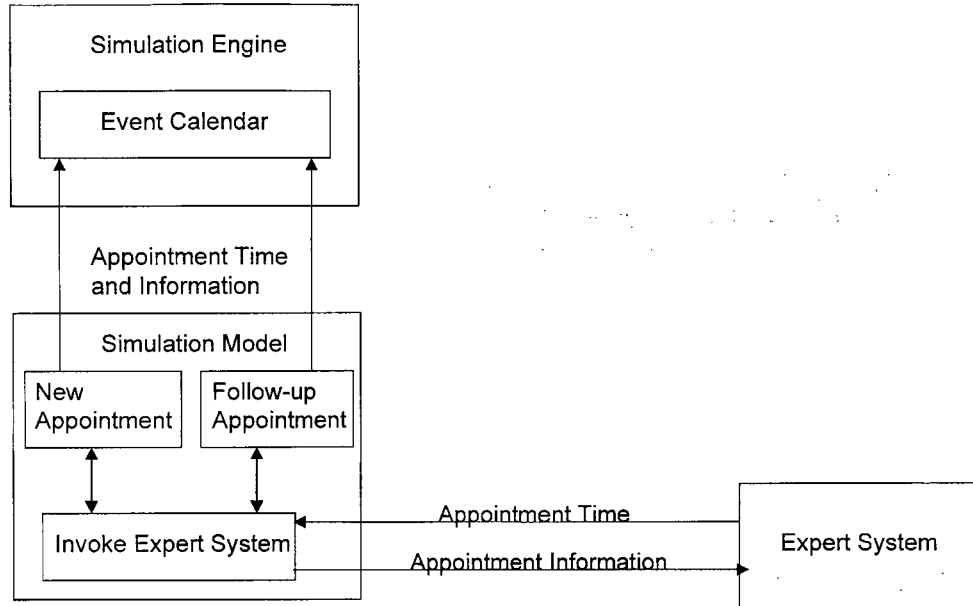 Simulation Engine
Event Calendar
Appointment Time
and Information
Simulation Model
New
Appointment
Follow-up
Appointment
Invoke Expert System
Appointment Time
Appointment Information
Expert System